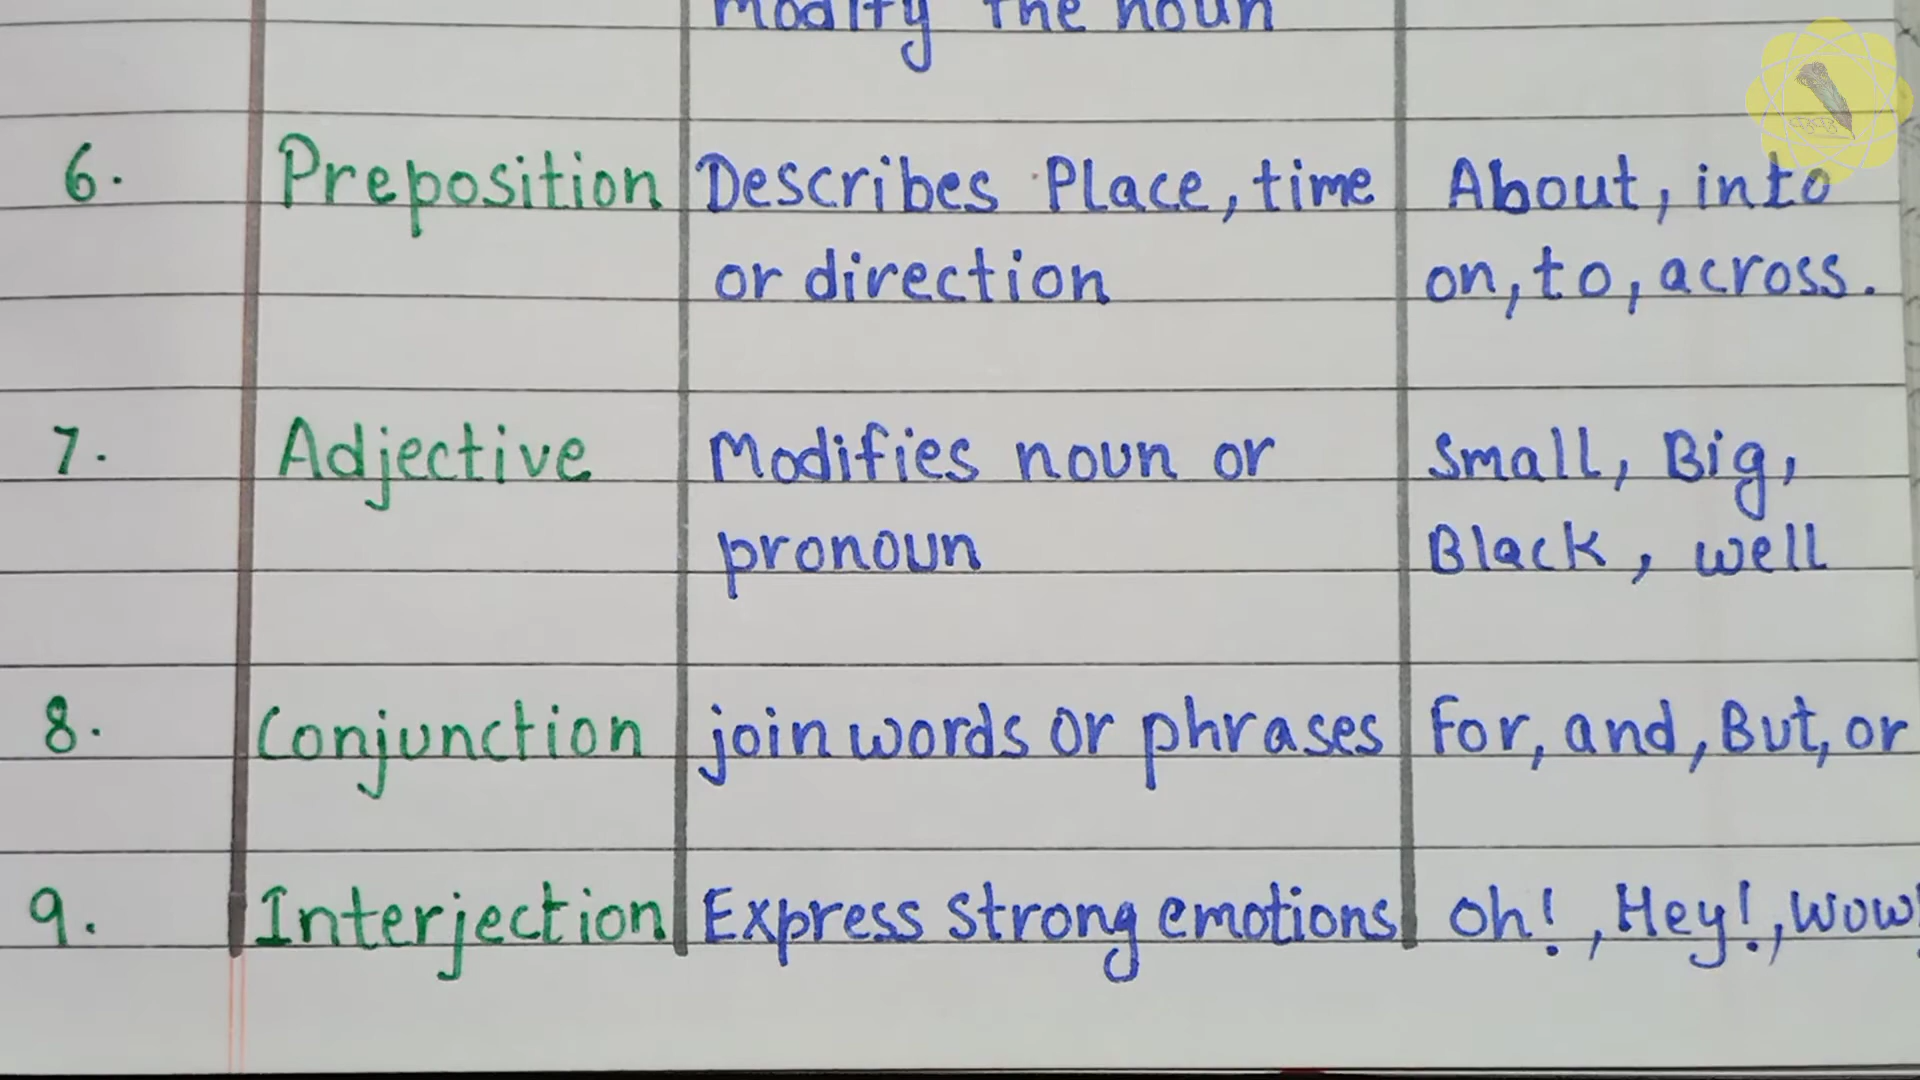 modify the noun
6. Preposition Describes Place, time About, into
or direction on, to, across.
7. Adjective Modifies noun or Small, Big,
pronoun Black, well
8. Conjunction join words or phrases For, and, But, or
9. Interjection Express strong emotions Oh!, Hey!, Wow!